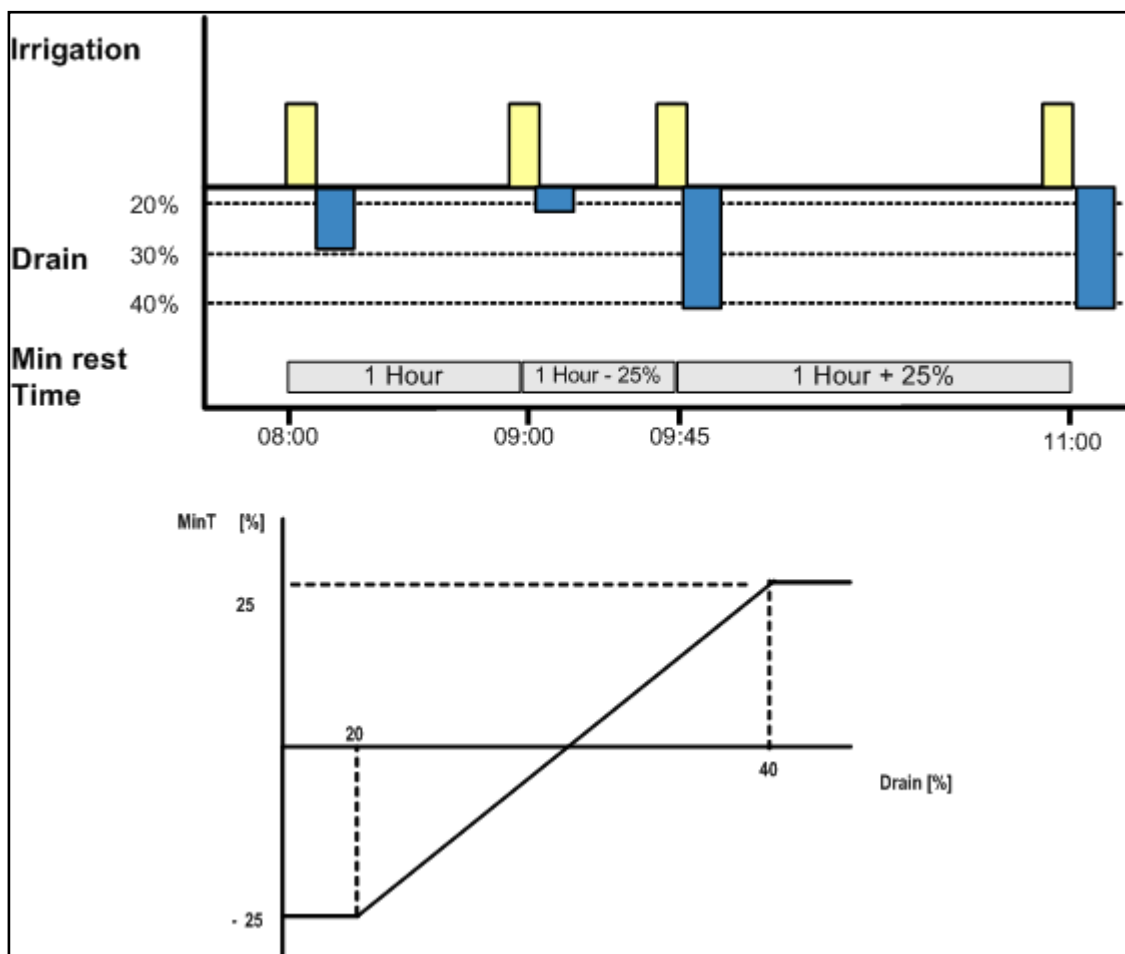 Irrigation
20%
Drain
30%
40%
Min rest
Time
1 Hour
1 Hour - 25%
1 Hour + 25%
08:00
09:00
09:45
11:00
MinT [%]
25
20
40
Drain [%]
- 25